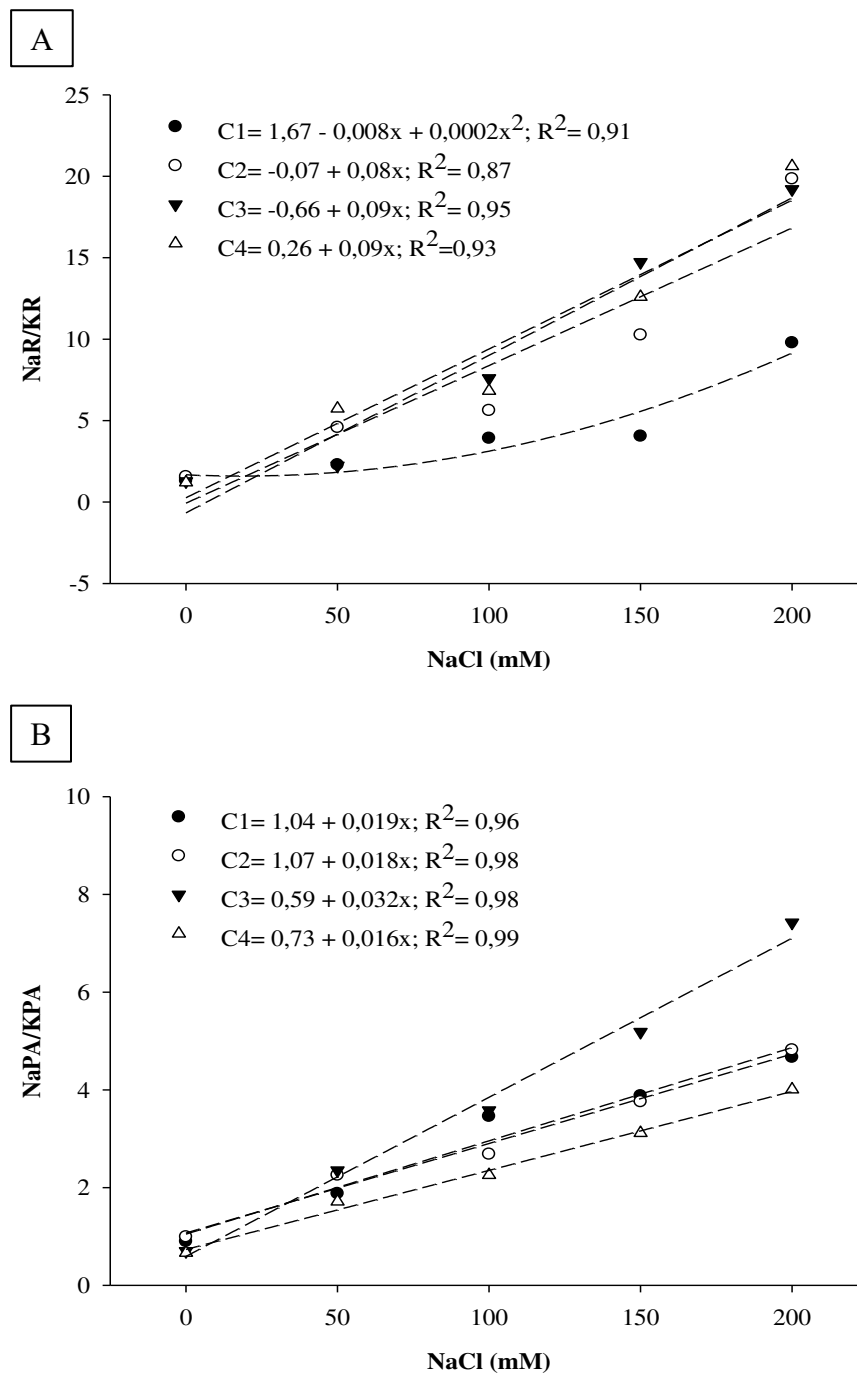 A
25
20
15
10
5
0
-5
NaR/KR
C1= 1,67 - 0,008x + 0,0002x²; R²= 0,91
C2= -0,07 + 0,08x; R²= 0,87
C3= -0,66 + 0,09x; R²= 0,95
C4= 0,26 + 0,09x; R²=0,93
0 50 100 150 200
NaCl (mM)
B
10
8
6
4
2
0
NaPA/KPA
C1= 1,04 + 0,019x; R²= 0,96
C2= 1,07 + 0,018x; R²= 0,98
C3= 0,59 + 0,032x; R²= 0,98
C4= 0,73 + 0,016x; R²= 0,99
0 50 100 150 200
NaCl (mM)